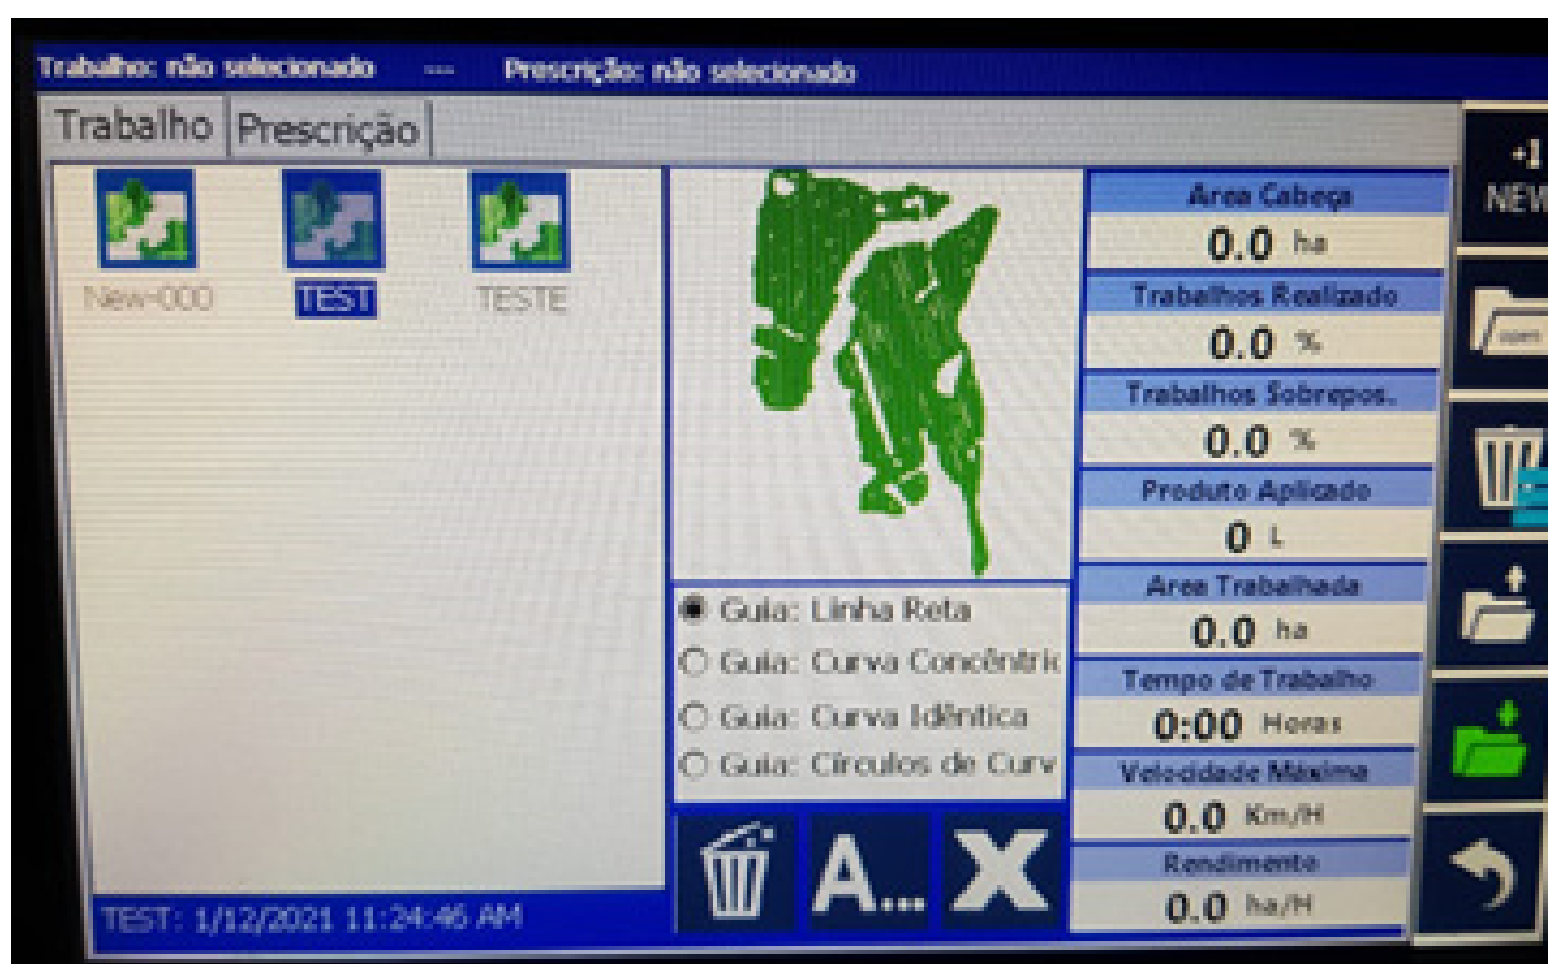 Trabalho: não selecionado --- Prescrição: não selecionado
Trabalho Prescrição
New-000 TEST TESTE
Area Cabeça
0.0 ha
Trabalhos Realizado
0.0 %
Trabalhos Sobrepos.
0.0 %
Produto Aplicado
0 L
Area Trabalhada
0.0 ha
Tempo de Trabalho
0:00 Horas
Velocidade Máxima
0.0 Km/H
Rendimento
0.0 ha/H
Guia: Linha Reta
Guia: Curva Concêntric
Guia: Curva Idêntica
Guia: Círculos de Curv
A... X
TEST: 1/12/2021 11:24:46 AM
+1
NEW
OPEN